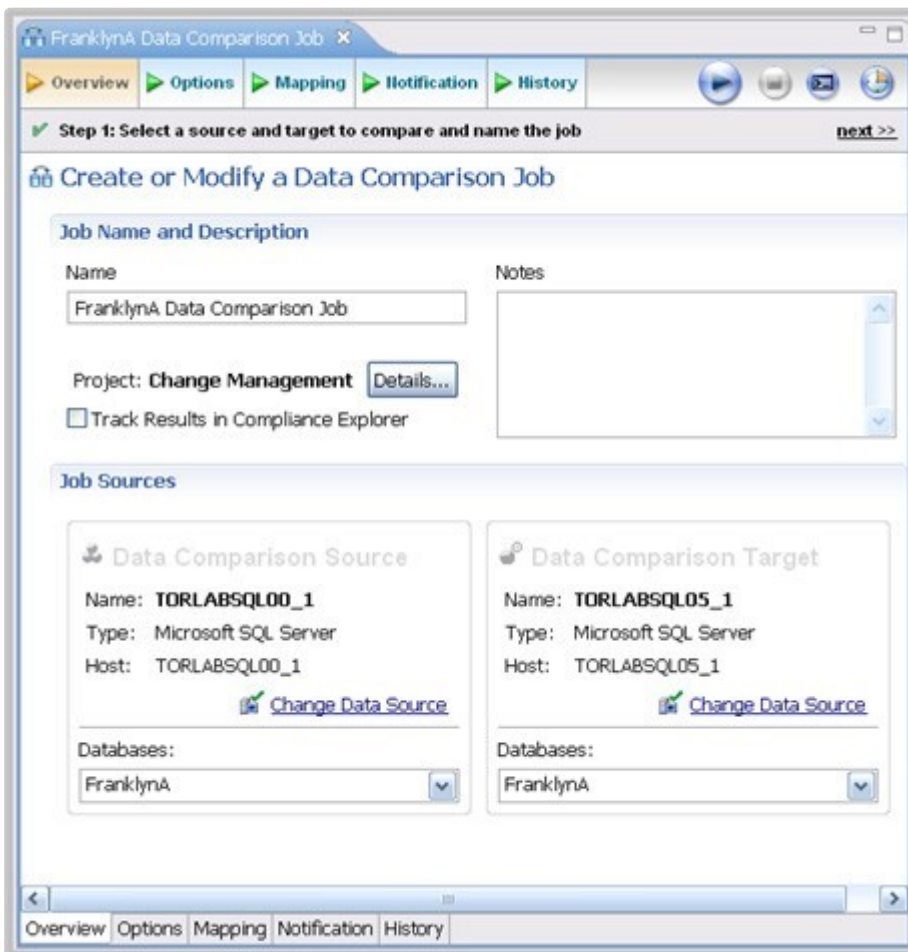 FranklynA Data Comparison Job
Overview Options Mapping Notification History
Step 1: Select a source and target to compare and name the job next >>
Create or Modify a Data Comparison Job
Job Name and Description
Name
FranklynA Data Comparison Job
Notes
Project: Change Management Details...
Track Results in Compliance Explorer
Job Sources
Data Comparison Source
Name: TORLABSQL00_1
Type: Microsoft SQL Server
Host: TORLABSQL00_1
Change Data Source
Databases:
FranklynA
Data Comparison Target
Name: TORLABSQL05_1
Type: Microsoft SQL Server
Host: TORLABSQL05_1
Change Data Source
Databases:
FranklynA
Overview Options Mapping Notification History